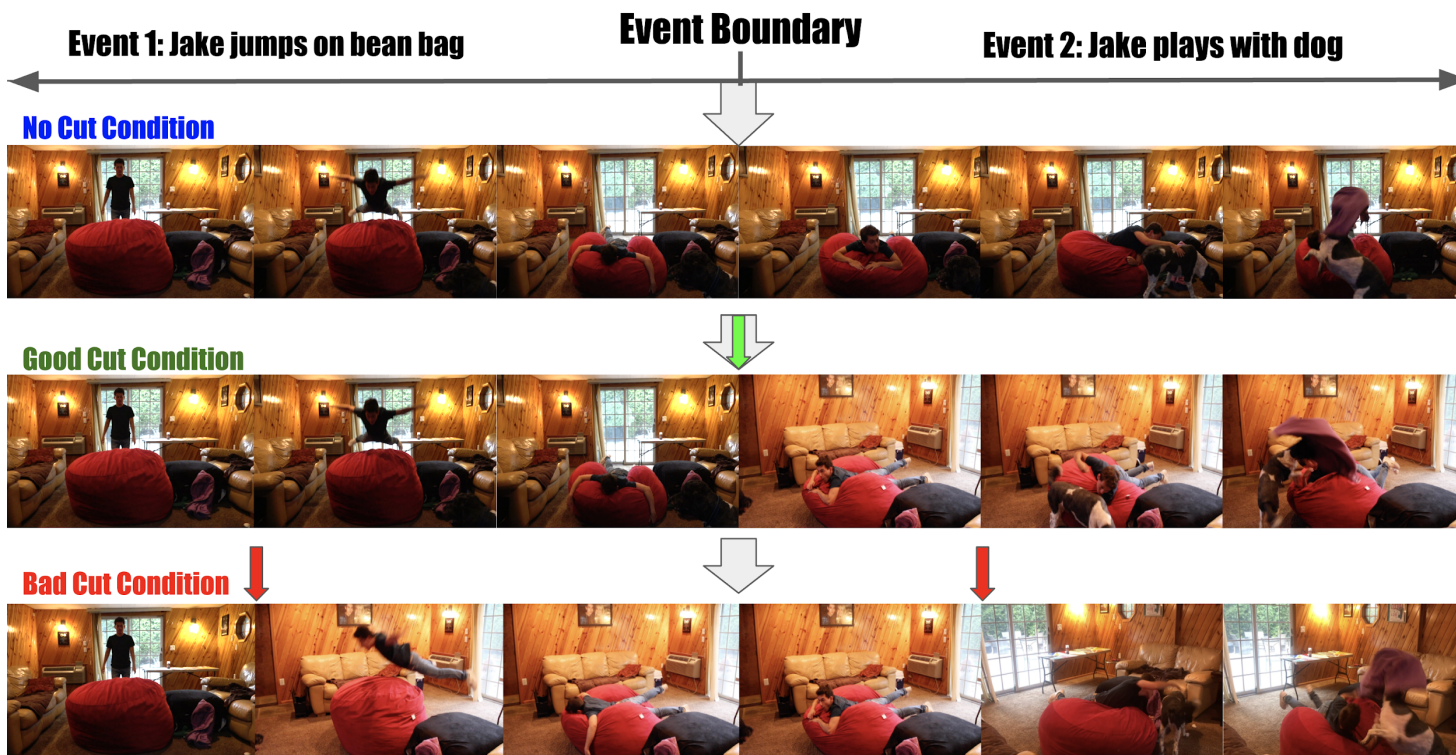 Event 1: Jake jumps on bean bag
Event Boundary
Event 2: Jake plays with dog
No Cut Condition
Good Cut Condition
Bad Cut Condition